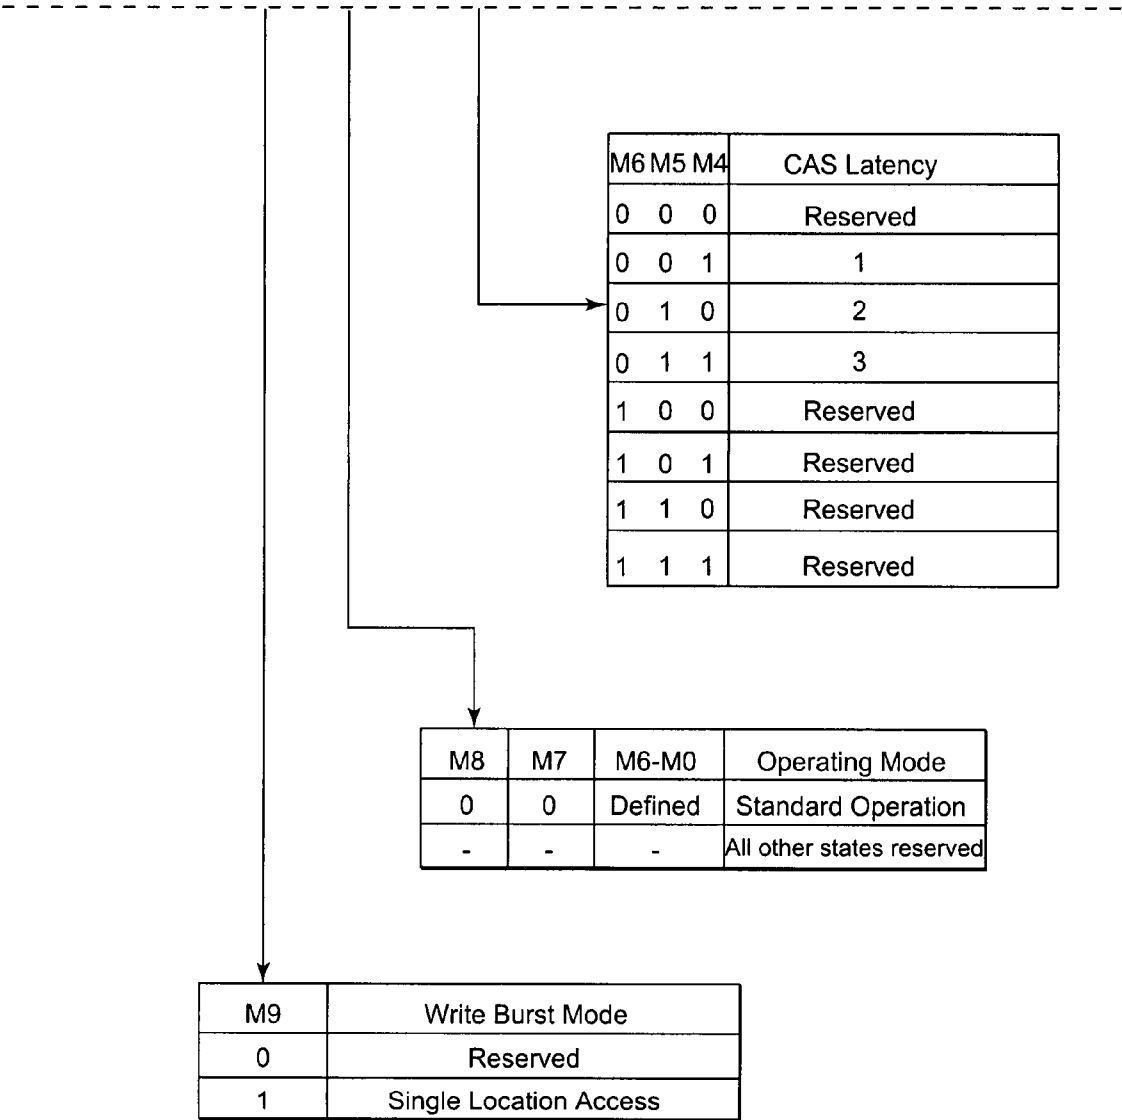 M6 M5 M4 CAS Latency
0 0 0 Reserved
0 0 1 1
0 1 0 2
0 1 1 3
1 0 0 Reserved
1 0 1 Reserved
1 1 0 Reserved
1 1 1 Reserved
M8 M7 M6-M0 Operating Mode
0 0 Defined Standard Operation
- - - All other states reserved
M9 Write Burst Mode
0 Reserved
1 Single Location Access